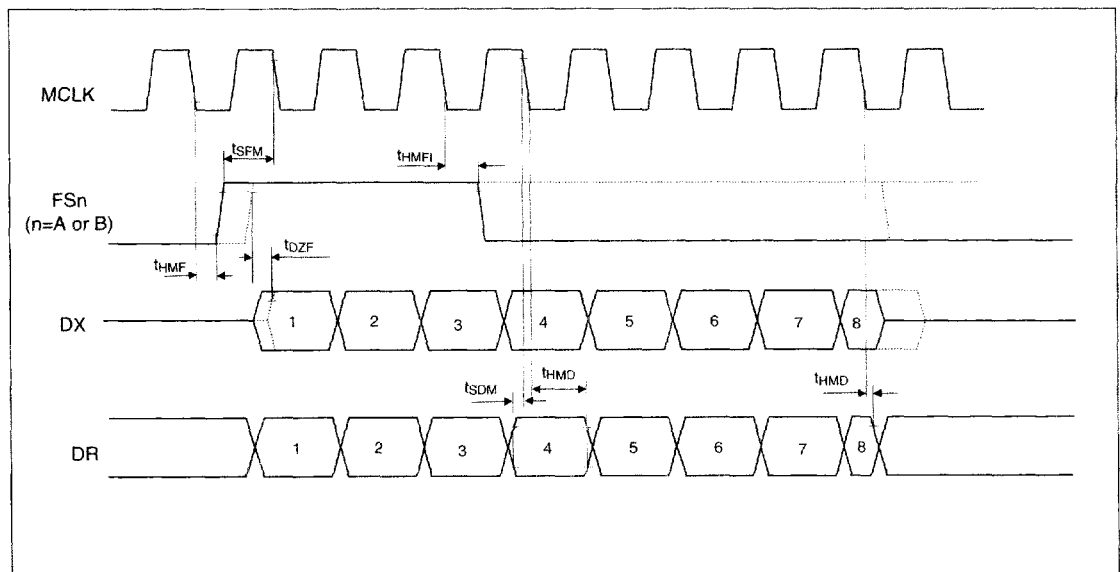 MCLK
tSFM
tHMFI
FSn
(n=A or B)
tHMF
tDZF
DX
1 2 3 4 5 6 7 8
tSDM
tHMD
tHMD
DR
1 2 3 4 5 6 7 8